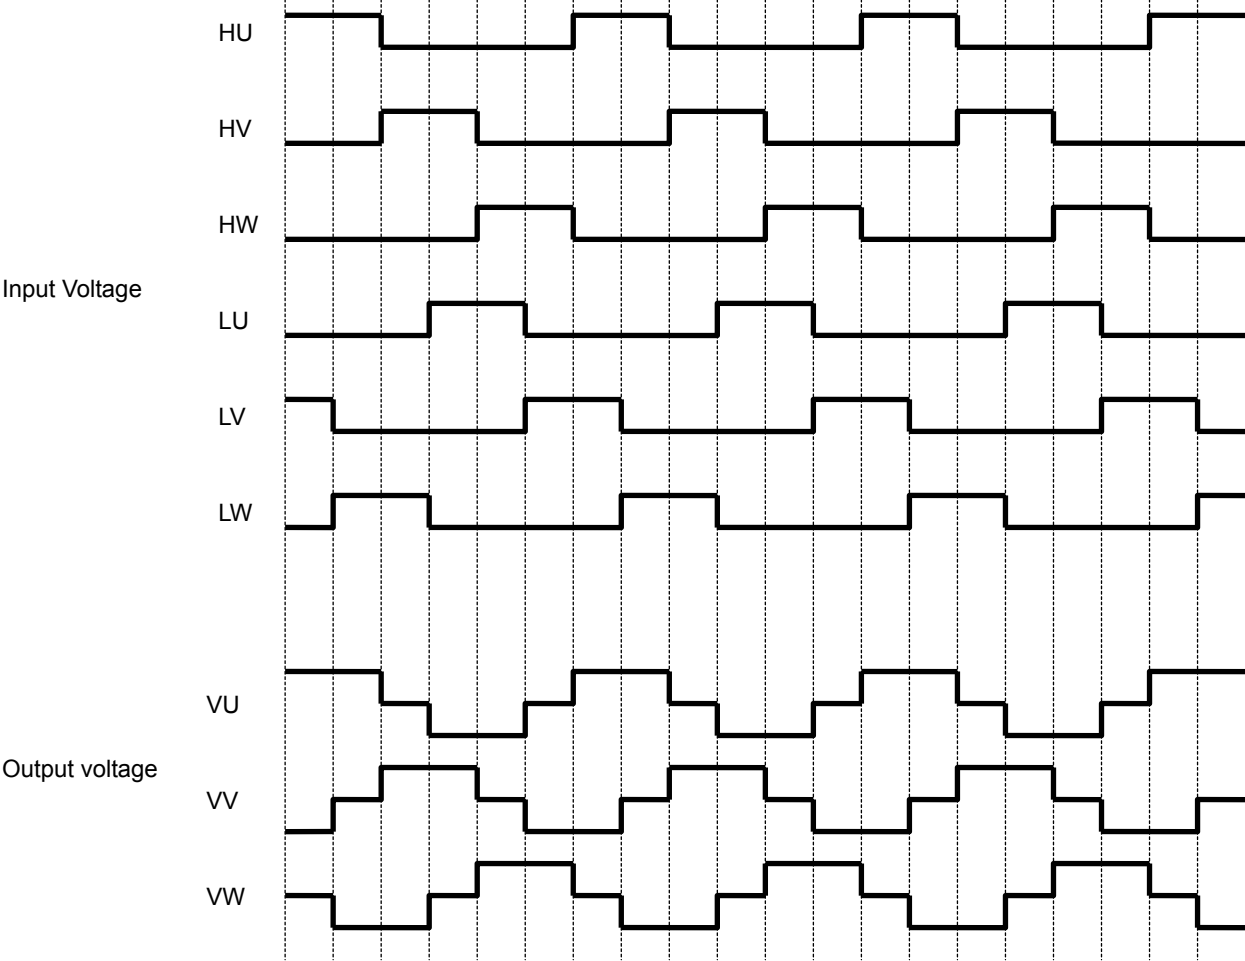 HU
HV
HW
Input Voltage
LU
LV
LW
VU
Output voltage
VV
VW